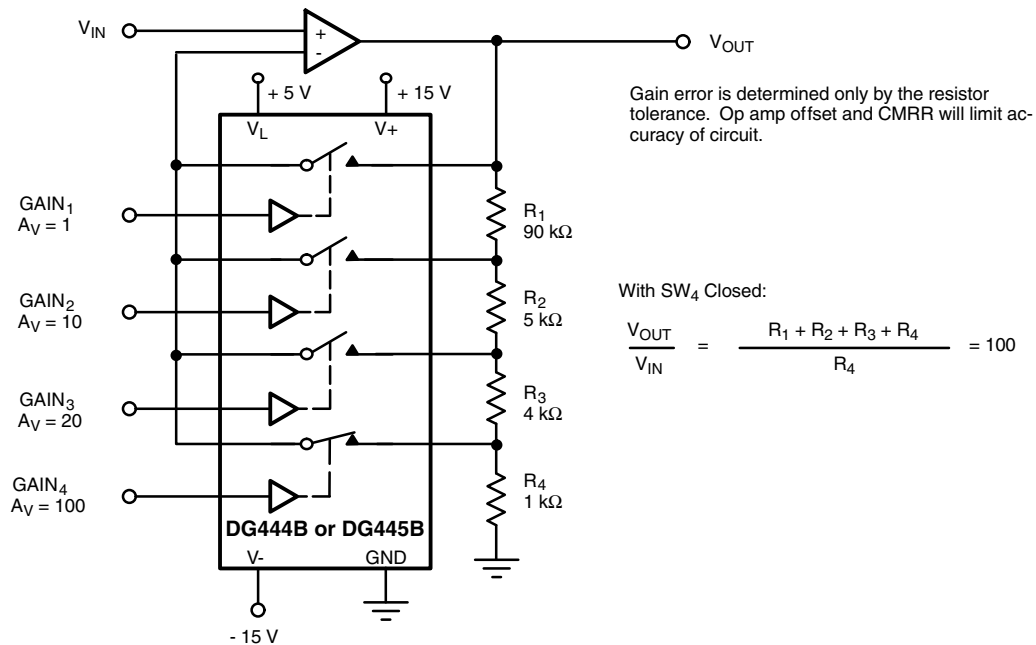 V_IN
+
-
V_OUT
+ 5 V
+ 15 V
V_L
V+
Gain error is determined only by the resistor
tolerance. Op amp offset and CMRR will limit ac-
curacy of circuit.
GAIN_1
A_V = 1
R_1
90 kΩ
GAIN_2
A_V = 10
R_2
5 kΩ
With SW_4 Closed:
V_OUT
V_IN
=
R_1 + R_2 + R_3 + R_4
R_4
= 100
GAIN_3
A_V = 20
R_3
4 kΩ
GAIN_4
A_V = 100
R_4
1 kΩ
DG444B or DG445B
V-
GND
- 15 V